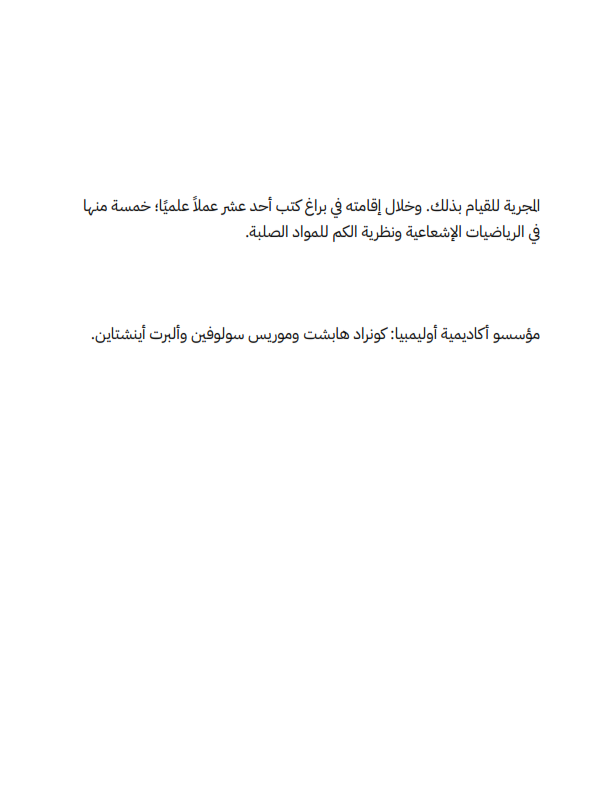 المجرية للقيام بذلك. وخلال إقامته في براغ كتب أحد عشر عملاً علميًا؛ خمسة منها
في الرياضيات الإشعاعية ونظرية الكم للمواد الصلبة.
مؤسسو أكاديمية أوليمبيا: كونراد هابشت وموريس سولوفين وألبرت أينشتاين.